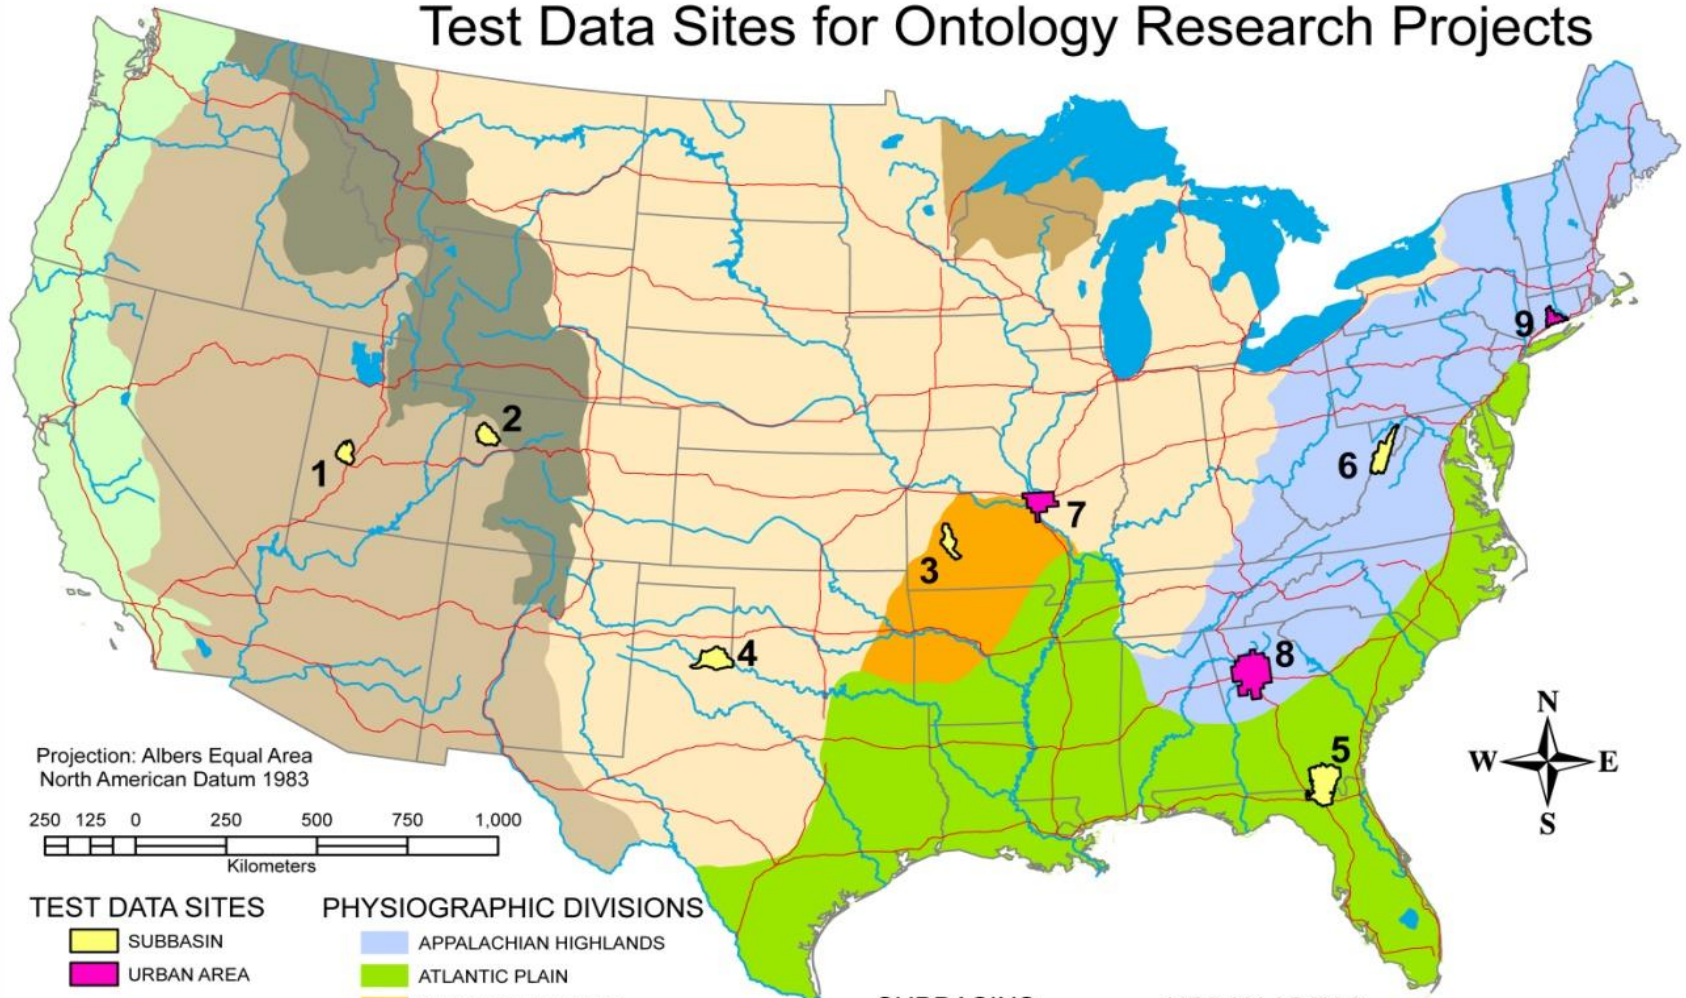 Test Data Sites for Ontology Research Projects
1
2
3
4
5
6
7
8
9
N
W E
S
Projection: Albers Equal Area
North American Datum 1983
250 125 0 250 500 750 1,000
Kilometers
TEST DATA SITES
SUBBASIN
URBAN AREA
PHYSIOGRAPHIC DIVISIONS
APPALACHIAN HIGHLANDS
ATLANTIC PLAIN